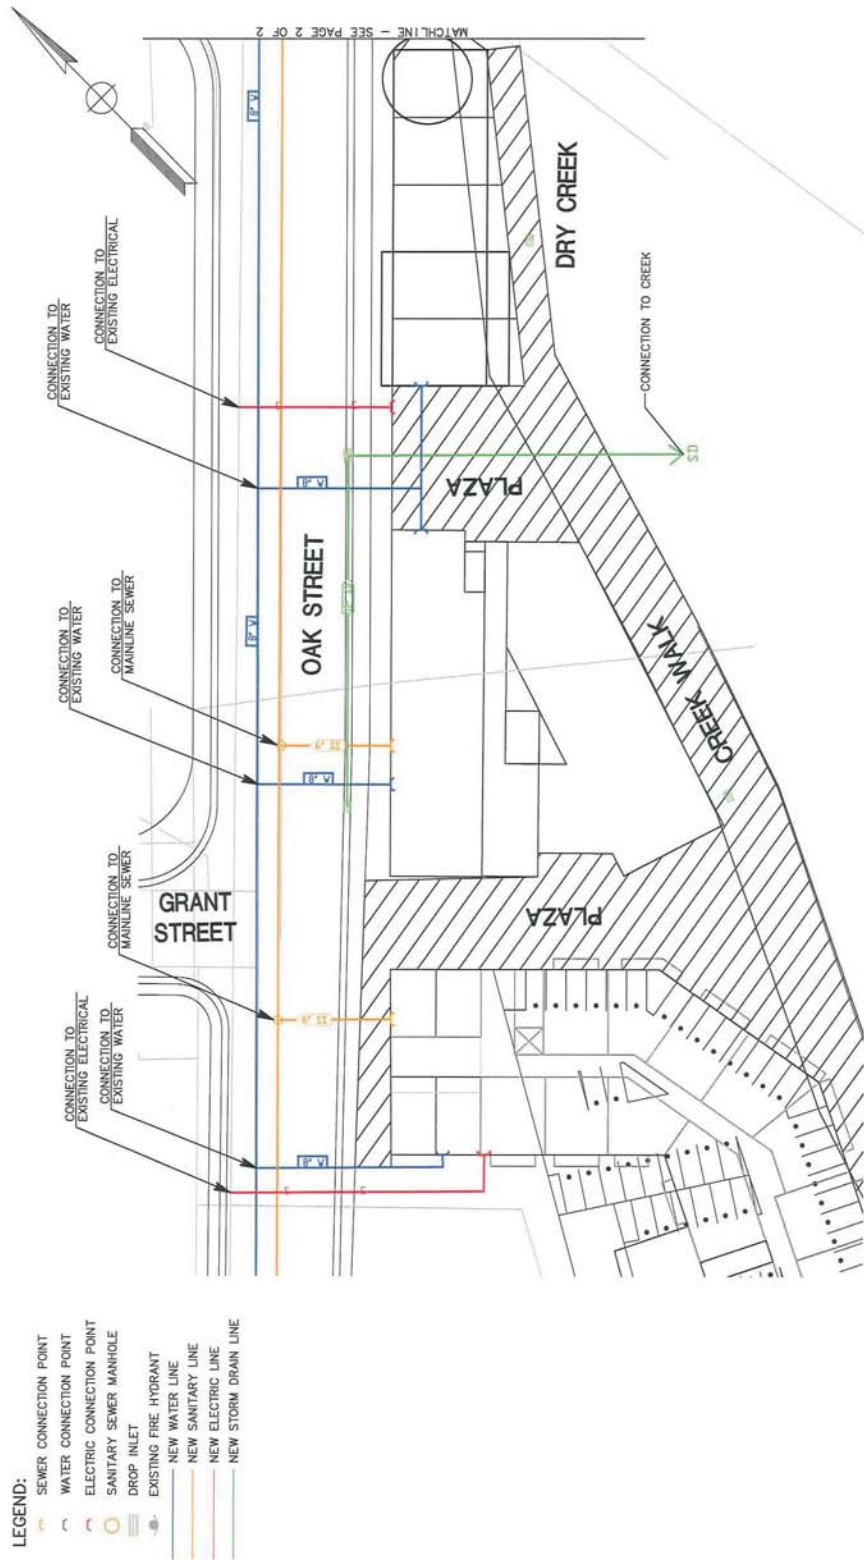 LEGEND:
SEWER CONNECTION POINT
WATER CONNECTION POINT
ELECTRIC CONNECTION POINT
SANITARY SEWER MANHOLE
DROP INLET
EXISTING FIRE HYDRANT
NEW WATER LINE
NEW SANITARY LINE
NEW ELECTRIC LINE
NEW STORM DRAIN LINE
CONNECTION TO
EXISTING ELECTRICAL
CONNECTION TO
EXISTING WATER
CONNECTION TO
MAINLINE SEWER
CONNECTION TO
EXISTING WATER
CONNECTION TO
MAINLINE SEWER
CONNECTION TO
EXISTING WATER
CONNECTION TO
EXISTING ELECTRICAL
GRANT
STREET
OAK STREET
8" W
8" W
8" W
8" W
8" W
6" SS
6" SS
PLAZA
PLAZA
CREEK WALK
DRY CREEK
CONNECTION TO CREEK
SD
MATCHLINE - SEE PAGE 2 OF 2